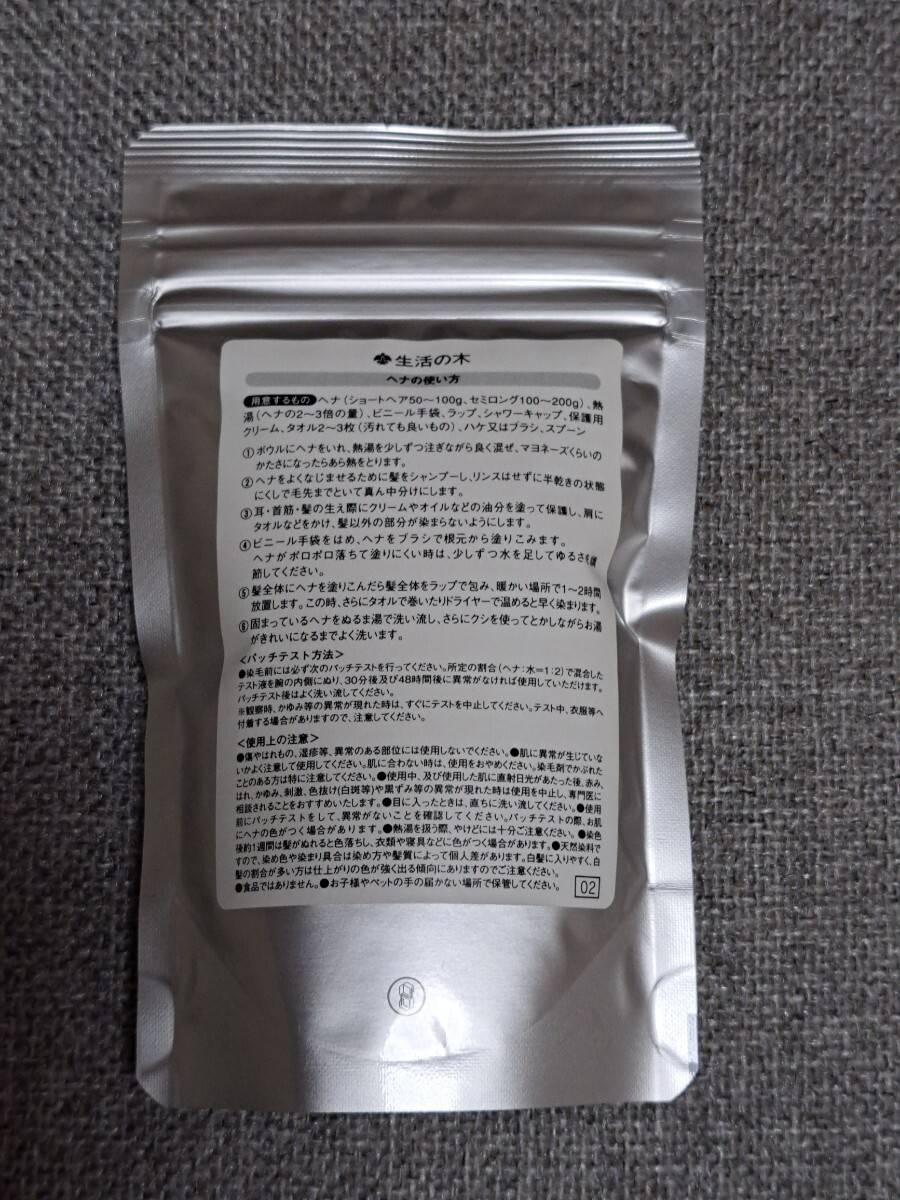 生活の木
ヘナの使い方
用意するもの ヘナ(ショートヘア50〜100g、セミロング100〜200g)、熱
湯(ヘナの2〜3倍の量)、ビニール手袋、ラップ、シャワーキャップ、保護用
クリーム、タオル2〜3枚(汚れても良いもの)、ハケ又はブラシ、スプーン
①ボウルにヘナをいれ、熱湯を少しずつ注ぎながら良く混ぜ、マヨネーズくらいの
かたさになったらあら熱をとります。
②ヘナをよくなじませるために髪をシャンプーし、リンスはせずに半乾きの状態
にくしで毛先までといて真ん中分けにします。
③耳・首筋・髪の生え際にクリームやオイルなどの油分を塗って保護し、肩に
タオルなどをかけ、髪以外の部分が染まらないようにします。
④ビニール手袋をはめ、ヘナをブラシで根元から塗りこみます。
ヘナがポロポロ落ちて塗りにくい時は、少しずつ水を足してゆるさを調
節してください。
⑤髪全体にヘナを塗りこんだら髪全体をラップで包み、暖かい場所で1〜2時間
放置します。この時、さらにタオルで巻いたりドライヤーで温めると早く染まります。
⑥固まっているヘナをぬるま湯で洗い流し、さらにクシを使ってとかしながらお湯
がきれいになるまでよく洗います。
<パッチテスト方法>
●染毛前には必ず次のパッチテストを行ってください。所定の割合(ヘナ:水=1:2)で混合した
テスト液を腕の内側にぬり、30分後及び48時間後に異常がなければ使用していただけます。
パッチテスト後はよく洗い流してください。
※観察時、かゆみ等の異常が現れた時は、すぐにテストを中止してください。テスト中、衣服等へ
付着する場合がありますので、注意してください。
<使用上の注意>
●傷やはれもの、湿疹等、異常のある部位には使用しないでください。●肌に異常が生じていな
いかよく注意して使用してください。肌に合わない時は、使用をおやめください。染毛剤でかぶれた
ことのある方は特に注意してください。●使用中、及び使用した肌に直射日光があたった後、赤み、
はれ、かゆみ、刺激、色抜け(白斑等)や黒ずみ等の異常が現れた時は使用を中止し、専門医に
相談されることをおすすめいたします。●目に入ったときは、直ちに洗い流してください。●使用
前にパッチテストをして、異常がないことを確認してください。パッチテストの際、お肌
にヘナの色がつく場合があります。●熱湯を扱う際、やけどには十分ご注意ください。●染色
後約1週間は髪がぬれると色落ちし、衣類や寝具などに色がつく場合があります。●天然染料で
すので、染め色や染まり具合は染め方や髪質によって個人差があります。白髪に入りやすく、白
髪の割合が多い方は仕上がりの色が強く出る傾向にありますのでご注意ください。
●食品ではありません。●お子様やペットの手の届かない場所で保管してください。
02